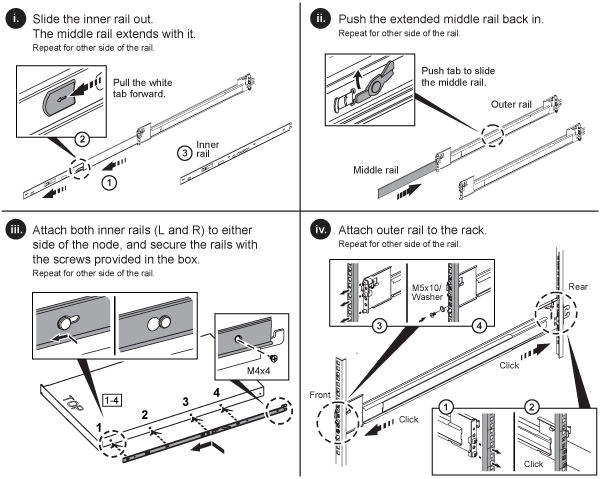 i.
Slide the inner rail out.
The middle rail extends with it.
Repeat for other side of the rail.
Pull the white
tab forward.
2
1
3
Inner
rail
ii.
Push the extended middle rail back in.
Repeat for other side of the rail.
Push tab to slide
the middle rail.
Outer rail
Middle rail
iii.
Attach both inner rails (L and R) to either
side of the node, and secure the rails with
the screws provided in the box.
Repeat for other side of the rail.
M4x4
TOP
1-4
1
2
3
4
iv.
Attach outer rail to the rack.
Repeat for other side of the rail.
M5x10/
Washer
3
4
Rear
Click
Front
Click
1
2
Click